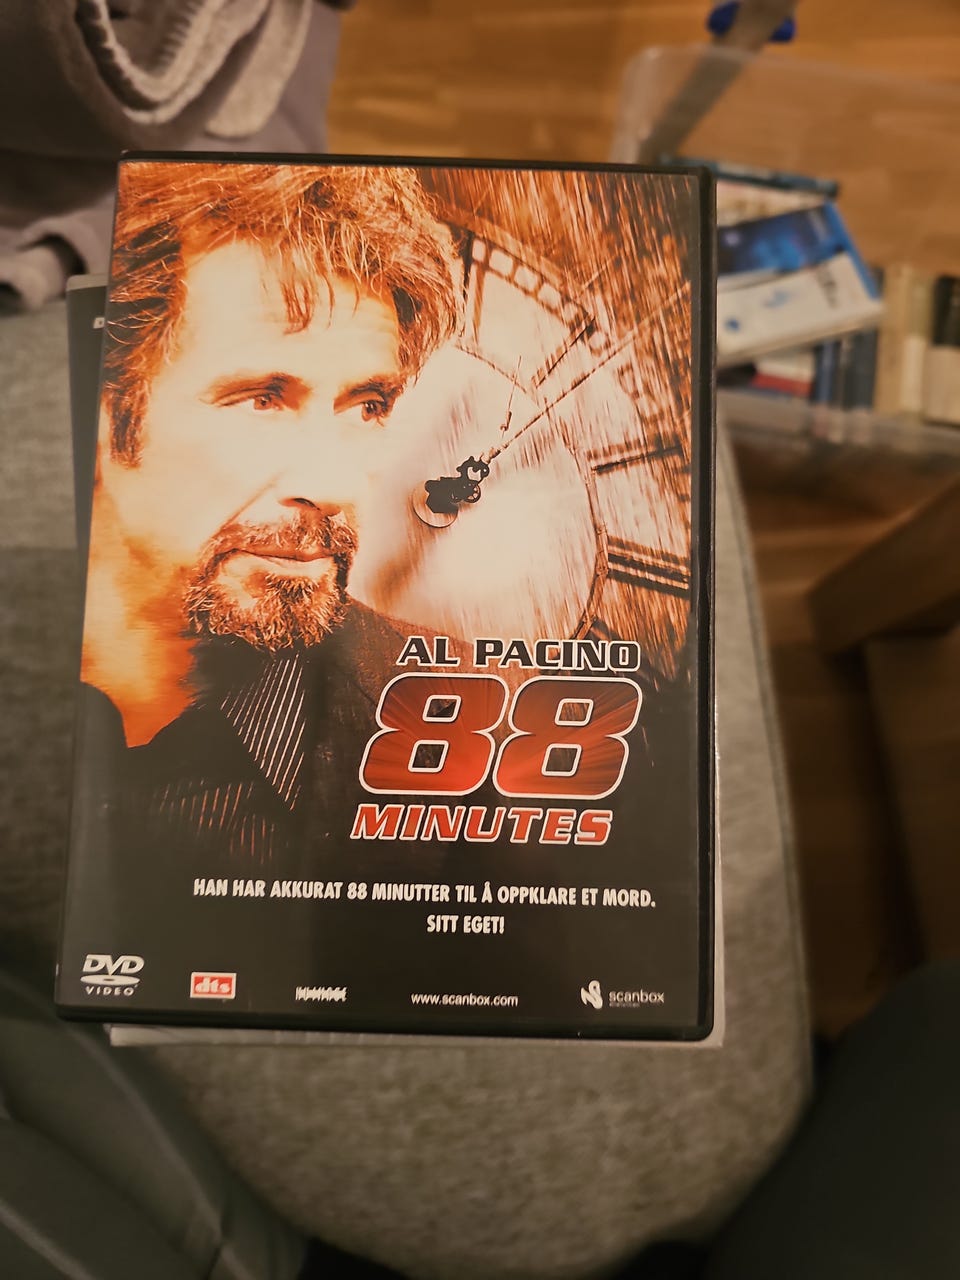 AL PACINO
88
MINUTES
HAN HAR AKKURAT 88 MINUTTER TIL Å OPPKLARE ET MORD.
SITT EGET!
DVD
VIDEO
dts
www.scanbox.com
scanbox